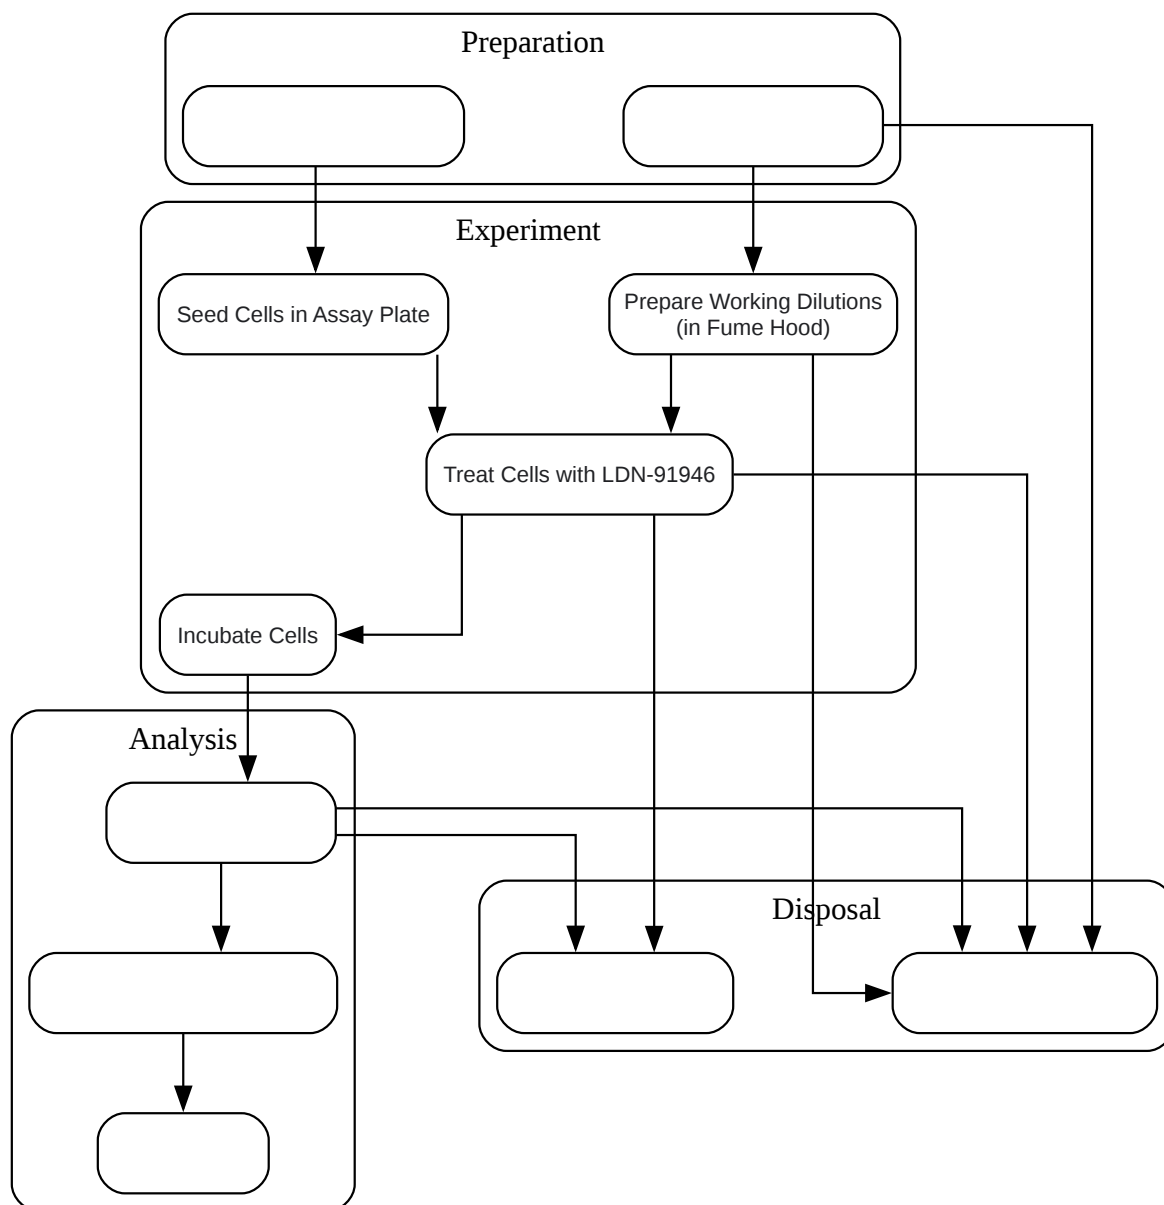 Preparation
Experiment
Seed Cells in Assay Plate
Prepare Working Dilutions
(in Fume Hood)
Treat Cells with LDN-91946
Incubate Cells
Analysis
Disposal